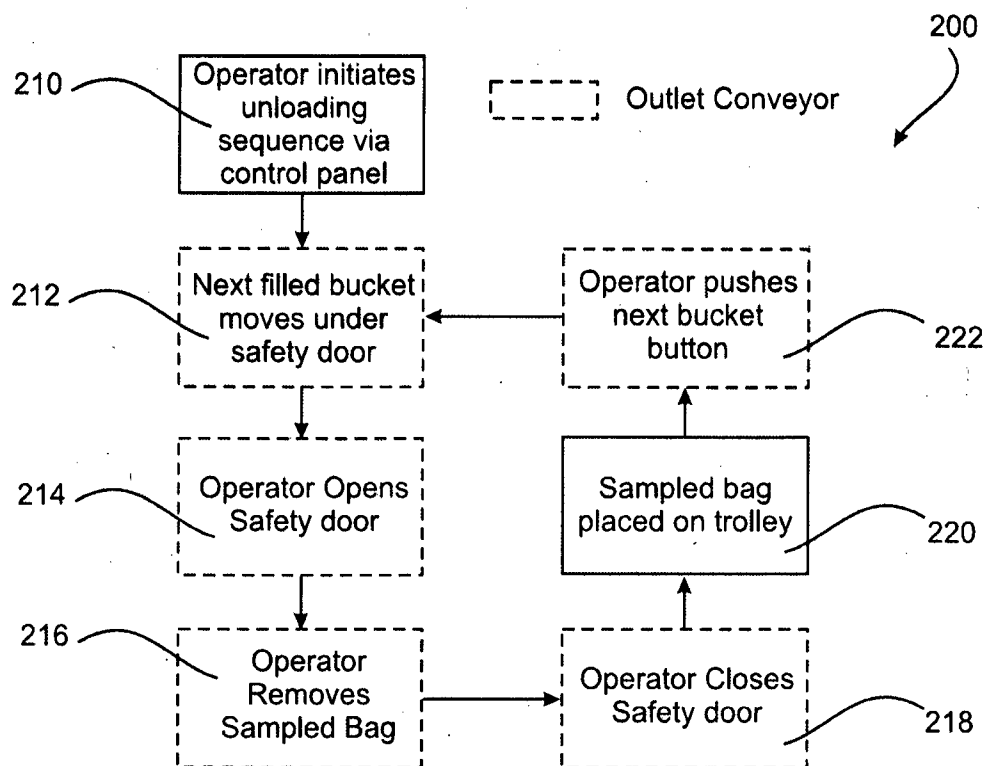 200
210
Operator initiates
unloading
sequence via
control panel
Outlet Conveyor
212
Next filled bucket
moves under
safety door
Operator pushes
next bucket
button
222
214
Operator Opens
Safety door
Sampled bag
placed on trolley
220
216
Operator
Removes
Sampled Bag
Operator Closes
Safety door
218